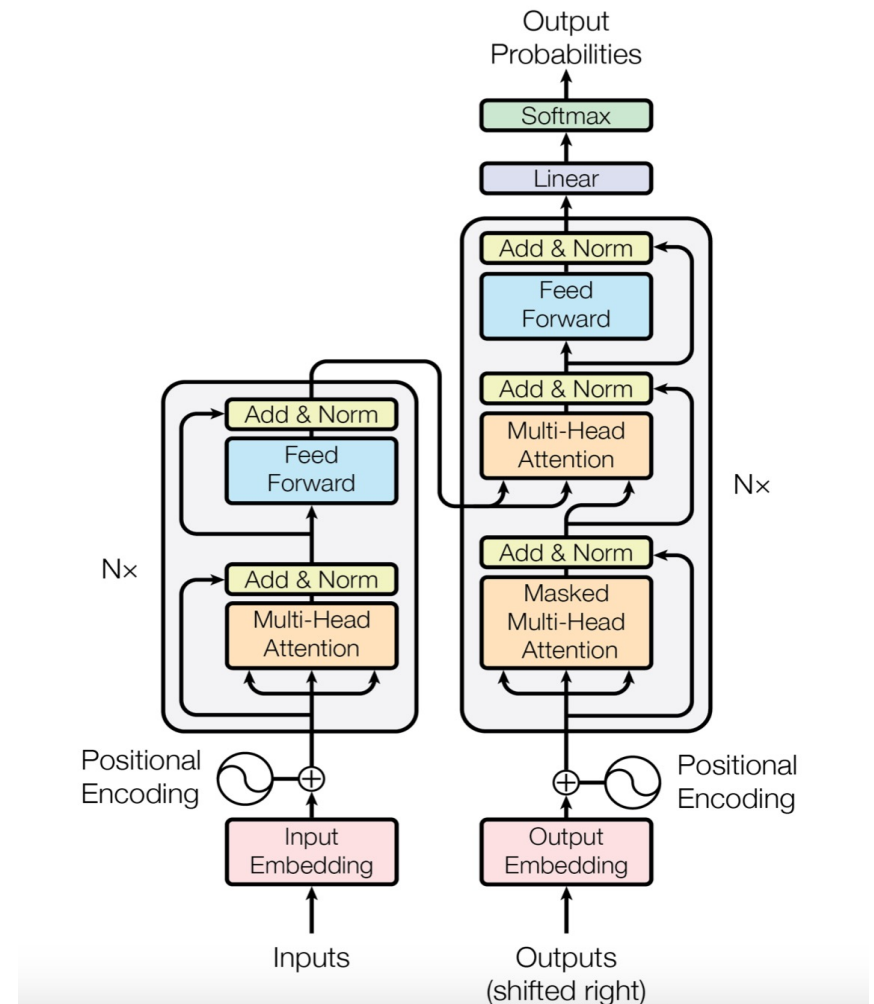 Output
Probabilities
Softmax
Linear
Add & Norm
Feed
Forward
Add & Norm
Multi-Head
Attention
Nx
Add & Norm
Masked
Multi-Head
Attention
Add & Norm
Feed
Forward
Nx
Add & Norm
Multi-Head
Attention
Positional
Encoding
Positional
Encoding
Input
Embedding
Output
Embedding
Inputs
Outputs
(shifted right)